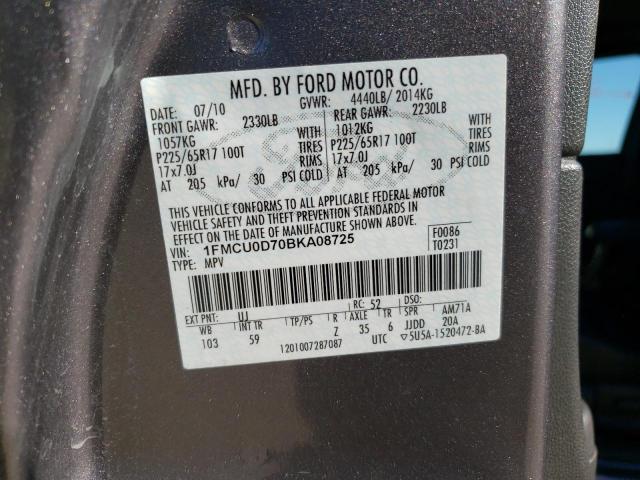 MFD. BY FORD MOTOR CO.
DATE: 07/10 GVWR: 4440LB/ 2014KG
FRONT GAWR: 2330LB REAR GAWR: 2230LB
1057KG WITH 1012KG WITH
P225/65R17 100T TIRES P225/65R17 100T TIRES
17x7.0J RIMS 17x7.0J RIMS
AT 205 kPa/ 30 PSI COLD AT 205 kPa/ 30 PSI COLD
Ford
THIS VEHICLE CONFORMS TO ALL APPLICABLE FEDERAL MOTOR
VEHICLE SAFETY AND THEFT PREVENTION STANDARDS IN
EFFECT ON THE DATE OF MANUFACTURE SHOWN ABOVE.
VIN: 1FMCU0D70BKA08725 F0086
TYPE: MPV T0231
EXT PNT: UJ RC: 52 DSO:
WB INT TR TP/PS R AXLE TR SPR AM71A
103 59 Z 35 6 JJDD 20A
1201007287087 UTC ▽5U5A-1520472-BA